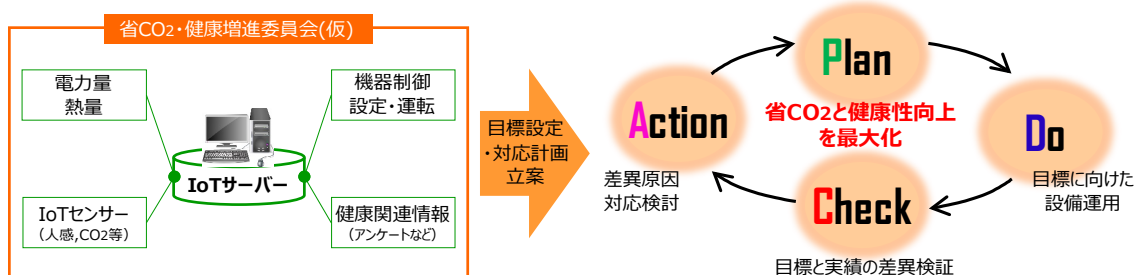 省CO2・健康増進委員会(仮)
電力量
熱量
機器制御
設定・運転
IoTサーバー
IoTセンサー
（人感,CO2等）
健康関連情報
（アンケートなど）
目標設定
・対応計画
立案
Plan
省CO2と健康性向上
を最大化
Action
差異原因
対応検討
Do
目標に向けた
設備運用
Check
目標と実績の差異検証